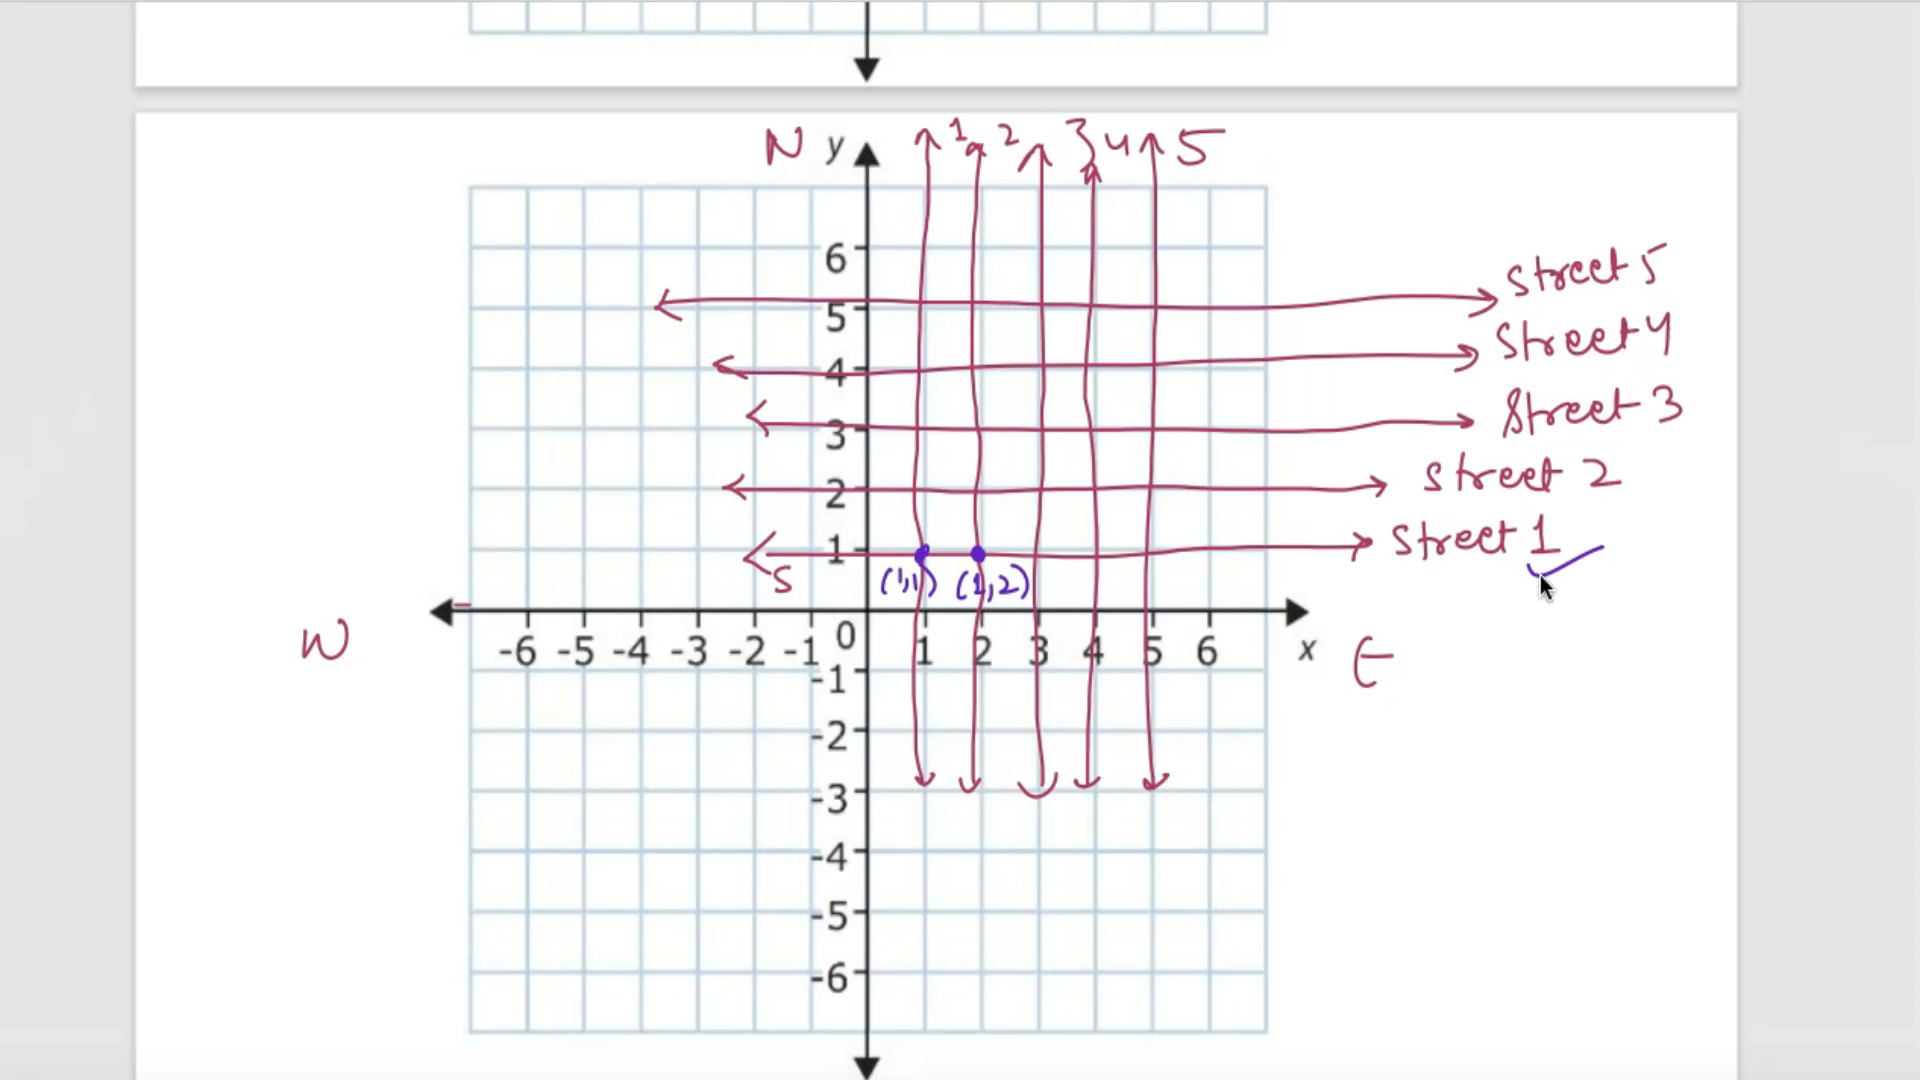 N y 1 2 3 4 5
6
street 5
5
street 4
4
street 3
3
street 2
2
street 1
1
S (1,1) (1,2)
W
-6 -5 -4 -3 -2 -1 0 1 2 3 4 5 6 x E
-1
-2
-3
-4
-5
-6